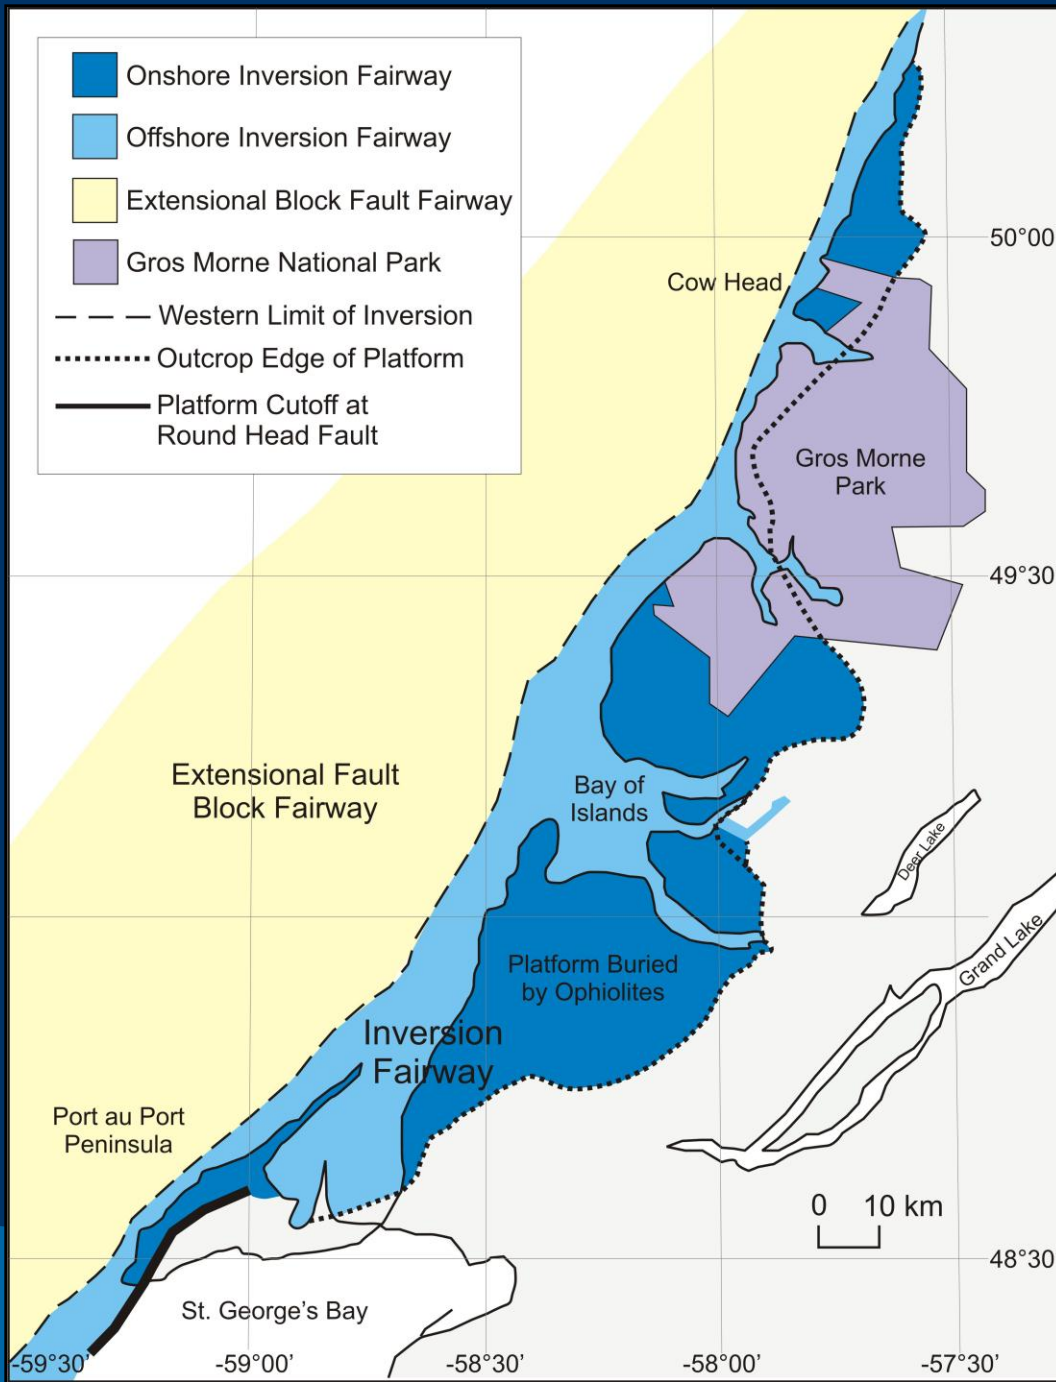 Onshore Inversion Fairway
Offshore Inversion Fairway
Extensional Block Fault Fairway
Gros Morne National Park
Western Limit of Inversion
Outcrop Edge of Platform
Platform Cutoff at
Round Head Fault
50°00
Cow Head
Gros Morne
Park
49°30
Extensional Fault
Block Fairway
Bay of
Islands
Deer Lake
Grand Lake
Platform Buried
by Ophiolites
Inversion
Fairway
Port au Port
Peninsula
0 10 km
48°30
St. George's Bay
-59°30'
-59°00'
-58°30'
-58°00'
-57°30'